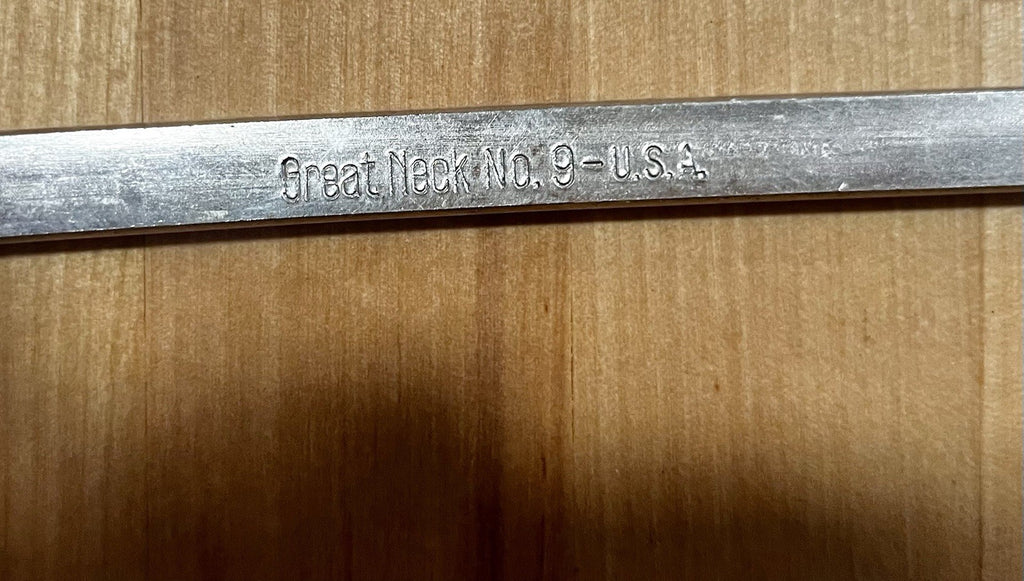 Great Neck No. 9 - U.S.A.